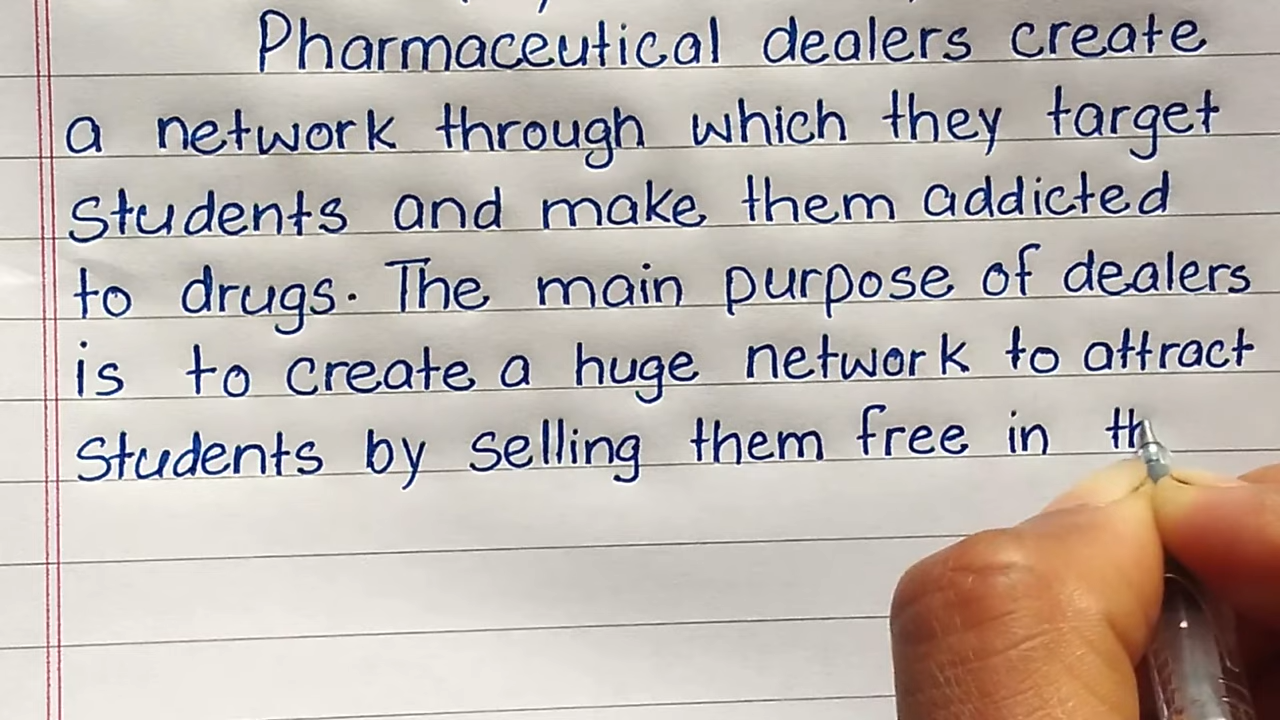 Pharmaceutical dealers create
a network through which they target
students and make them addicted
to drugs. The main purpose of dealers
is to create a huge network to attract
students by selling them free in th